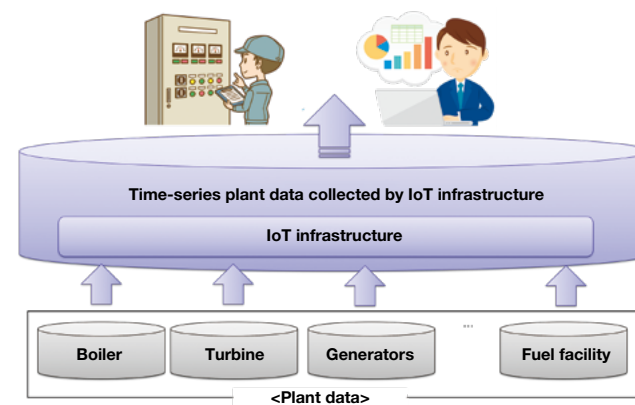 Time-series plant data collected by IoT infrastructure
IoT infrastructure
Boiler
Turbine
Generators
...
Fuel facility
<Plant data>